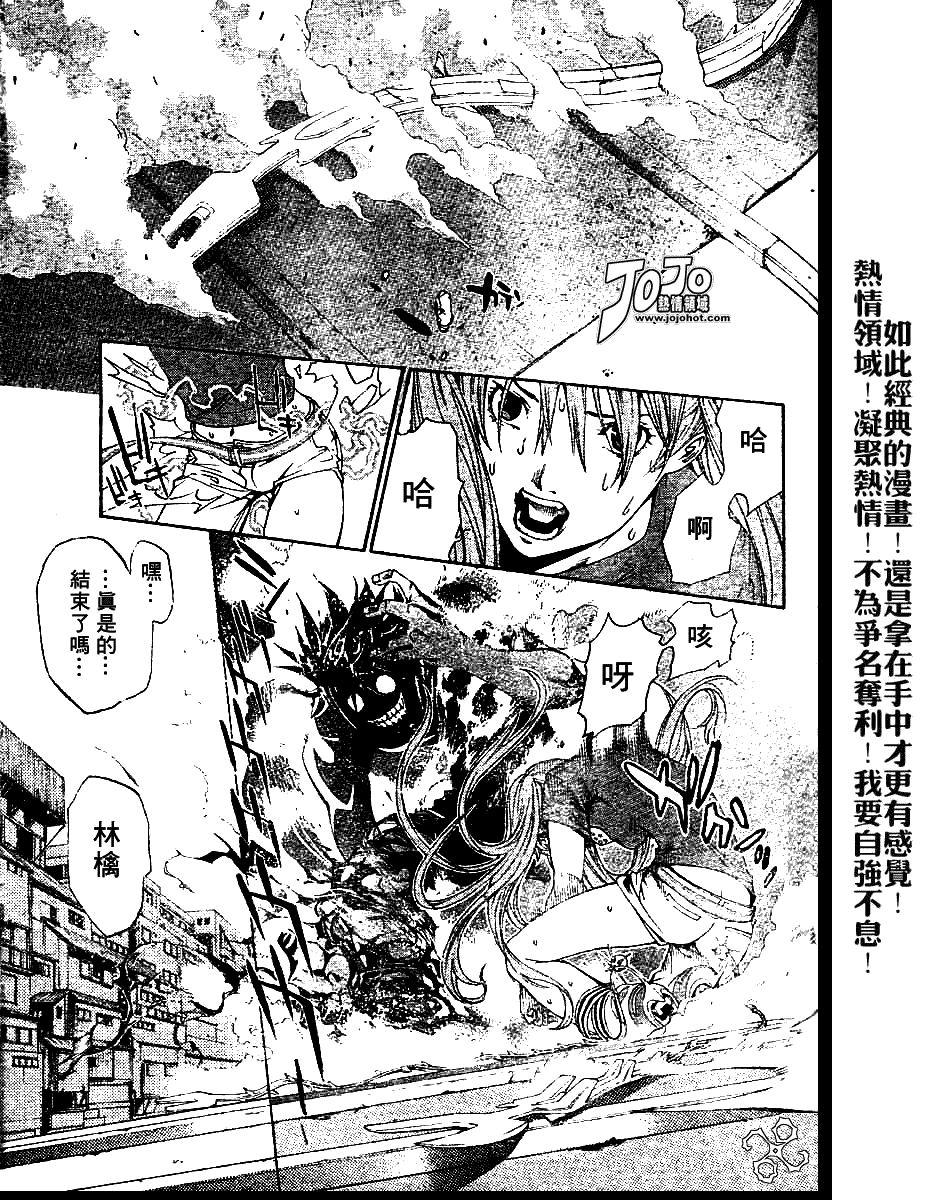 JOJO
熱情領域
www.jojohot.com
哈
哈
啊
咳
呀
嘿…
…眞是的…
結束了嗎…
林檎
如此經典的漫畫！還是拿在手中才更有感覺！
熱情領域！凝聚熱情！不為爭名奪利！我要自強不息！